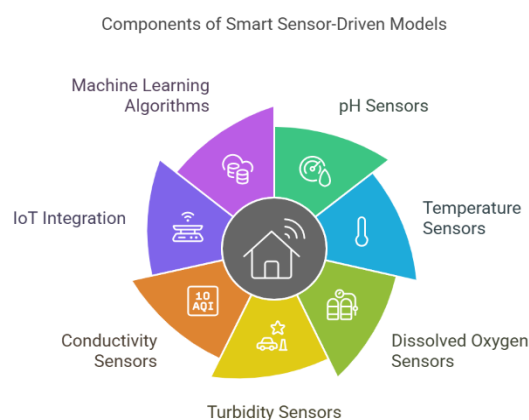 Components of Smart Sensor-Driven Models
Machine Learning
Algorithms
pH Sensors
IoT Integration
Temperature
Sensors
10
AQI
Conductivity
Sensors
Dissolved Oxygen
Sensors
Turbidity Sensors